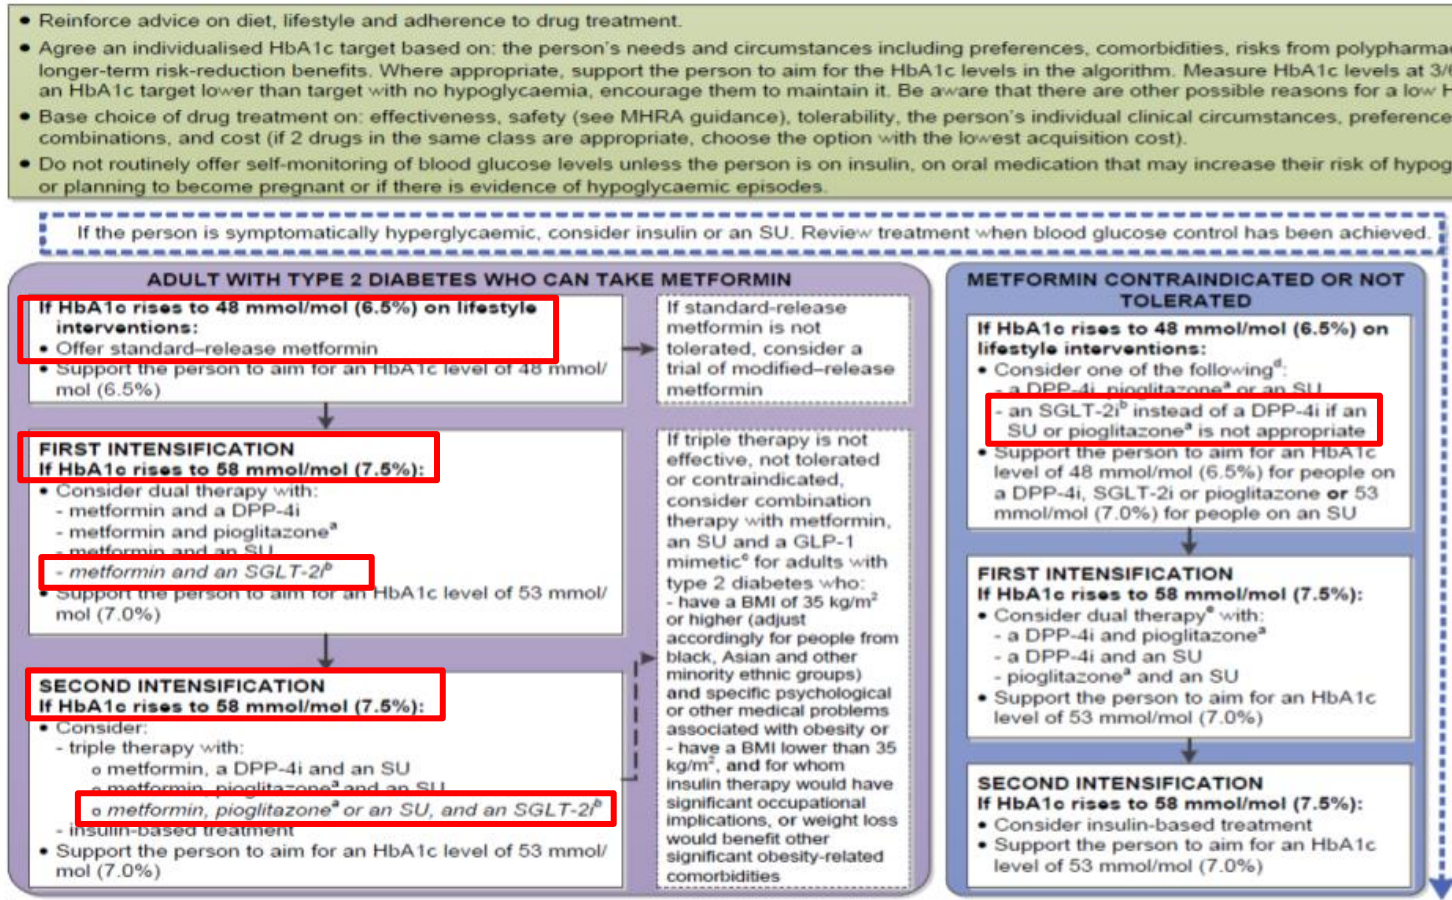 • Reinforce advice on diet, lifestyle and adherence to drug treatment.
• Agree an individualised HbA1c target based on: the person's needs and circumstances including preferences, comorbidities, risks from
longer-term risk-reduction benefits. Where appropriate, support the person to aim for the HbA1c levels in the algorithm. Measure HbA1c levels at
an HbA1c target lower than target with no hypoglycaemia, encourage them to maintain it. Be aware that there are other possible reasons for a low
• Base choice of drug treatment on: effectiveness, safety (see MHRA guidance), tolerability, the person's individual clinical circumstances, preference
combinations, and cost (if 2 drugs in the same class are appropriate, choose the option with the lowest acquisition cost).
• Do not routinely offer self-monitoring of blood glucose levels unless the person is on insulin, on oral medication that may increase their risk of
or planning to become pregnant or if there is evidence of hypoglycaemic episodes.
If the person is symptomatically hyperglycaemic, consider insulin or an SU. Review treatment when blood glucose control has been achieved.
ADULT WITH TYPE 2 DIABETES WHO CAN TAKE METFORMIN
If HbA1c rises to 48 mmol/mol (6.5%) on lifestyle
interventions:
• Offer standard–release metformin
• Support the person to aim for an HbA1c level of 48 mmol/
mol (6.5%)
If standard-release
metformin is not
tolerated, consider a
trial of modified–release
metformin
FIRST INTENSIFICATION
If HbA1c rises to 58 mmol/mol (7.5%):
• Consider dual therapy with:
- metformin and a DPP-4i
- metformin and pioglitazoneᵃ
- metformin and an SU
- metformin and an SGLT-2iᵇ
• Support the person to aim for an HbA1c level of 53 mmol/
mol (7.0%)
SECOND INTENSIFICATION
If HbA1c rises to 58 mmol/mol (7.5%):
• Consider:
- triple therapy with:
o metformin, a DPP-4i and an SU
o metformin, pioglitazoneᵃ and an SU
o metformin, pioglitazoneᵃ or an SU, and an SGLT-2iᵇ
- insulin-based treatment
• Support the person to aim for an HbA1c level of 53 mmol/
mol (7.0%)
If triple therapy is not
effective, not tolerated
or contraindicated,
consider combination
therapy with metformin,
an SU and a GLP-1
mimeticᶜ for adults with
type 2 diabetes who:
- have a BMI of 35 kg/m²
or higher (adjust
accordingly for people from
black, Asian and other
minority ethnic groups)
and specific psychological
or other medical problems
associated with obesity or
- have a BMI lower than 35
kg/m², and for whom
insulin therapy would have
significant occupational
implications, or weight loss
would benefit other
significant obesity-related
comorbidities
METFORMIN CONTRAINDICATED OR NOT
TOLERATED
If HbA1c rises to 48 mmol/mol (6.5%) on
lifestyle interventions:
• Consider one of the followingᵈ:
- a DPP-4i, pioglitazoneᵃ or an SU
- an SGLT-2iᵇ instead of a DPP-4i if an
SU or pioglitazoneᵃ is not appropriate
• Support the person to aim for an HbA1c
level of 48 mmol/mol (6.5%) for people on
a DPP-4i, SGLT-2i or pioglitazone or 53
mmol/mol (7.0%) for people on an SU
FIRST INTENSIFICATION
If HbA1c rises to 58 mmol/mol (7.5%):
• Consider dual therapyᵉ with:
- a DPP-4i and pioglitazoneᵃ
- a DPP-4i and an SU
- pioglitazoneᵃ and an SU
• Support the person to aim for an HbA1c
level of 53 mmol/mol (7.0%)
SECOND INTENSIFICATION
If HbA1c rises to 58 mmol/mol (7.5%):
• Consider insulin-based treatment
• Support the person to aim for an HbA1c
level of 53 mmol/mol (7.0%)